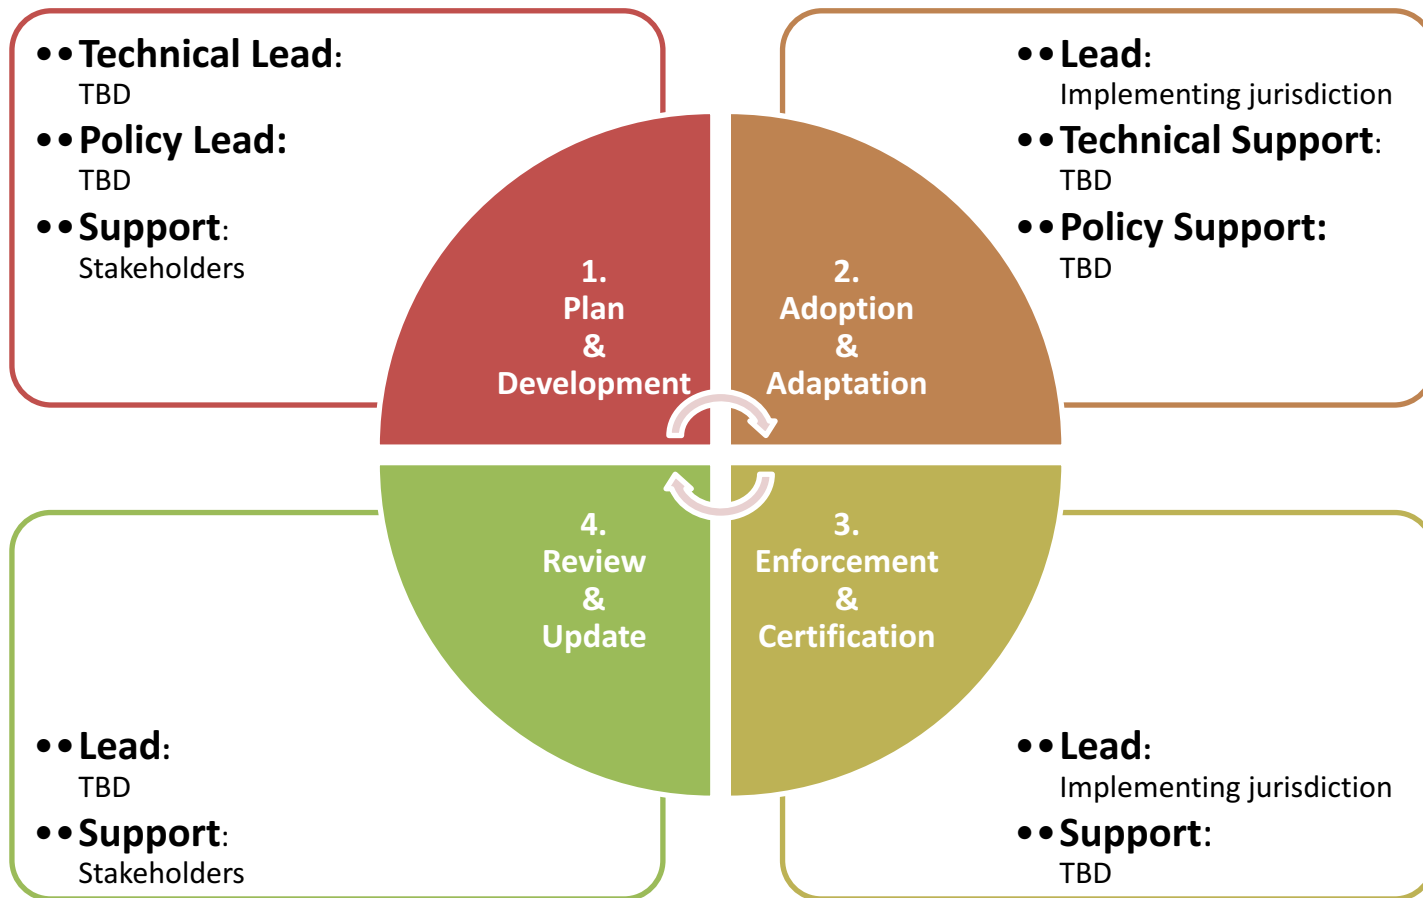 ••Technical Lead:
TBD
••Policy Lead:
TBD
••Support:
Stakeholders
••Lead:
Implementing jurisdiction
••Technical Support:
TBD
••Policy Support:
TBD
1.
Plan
&
Development
2.
Adoption
&
Adaptation
4.
Review
&
Update
3.
Enforcement
&
Certification
••Lead:
TBD
••Support:
Stakeholders
••Lead:
Implementing jurisdiction
••Support:
TBD